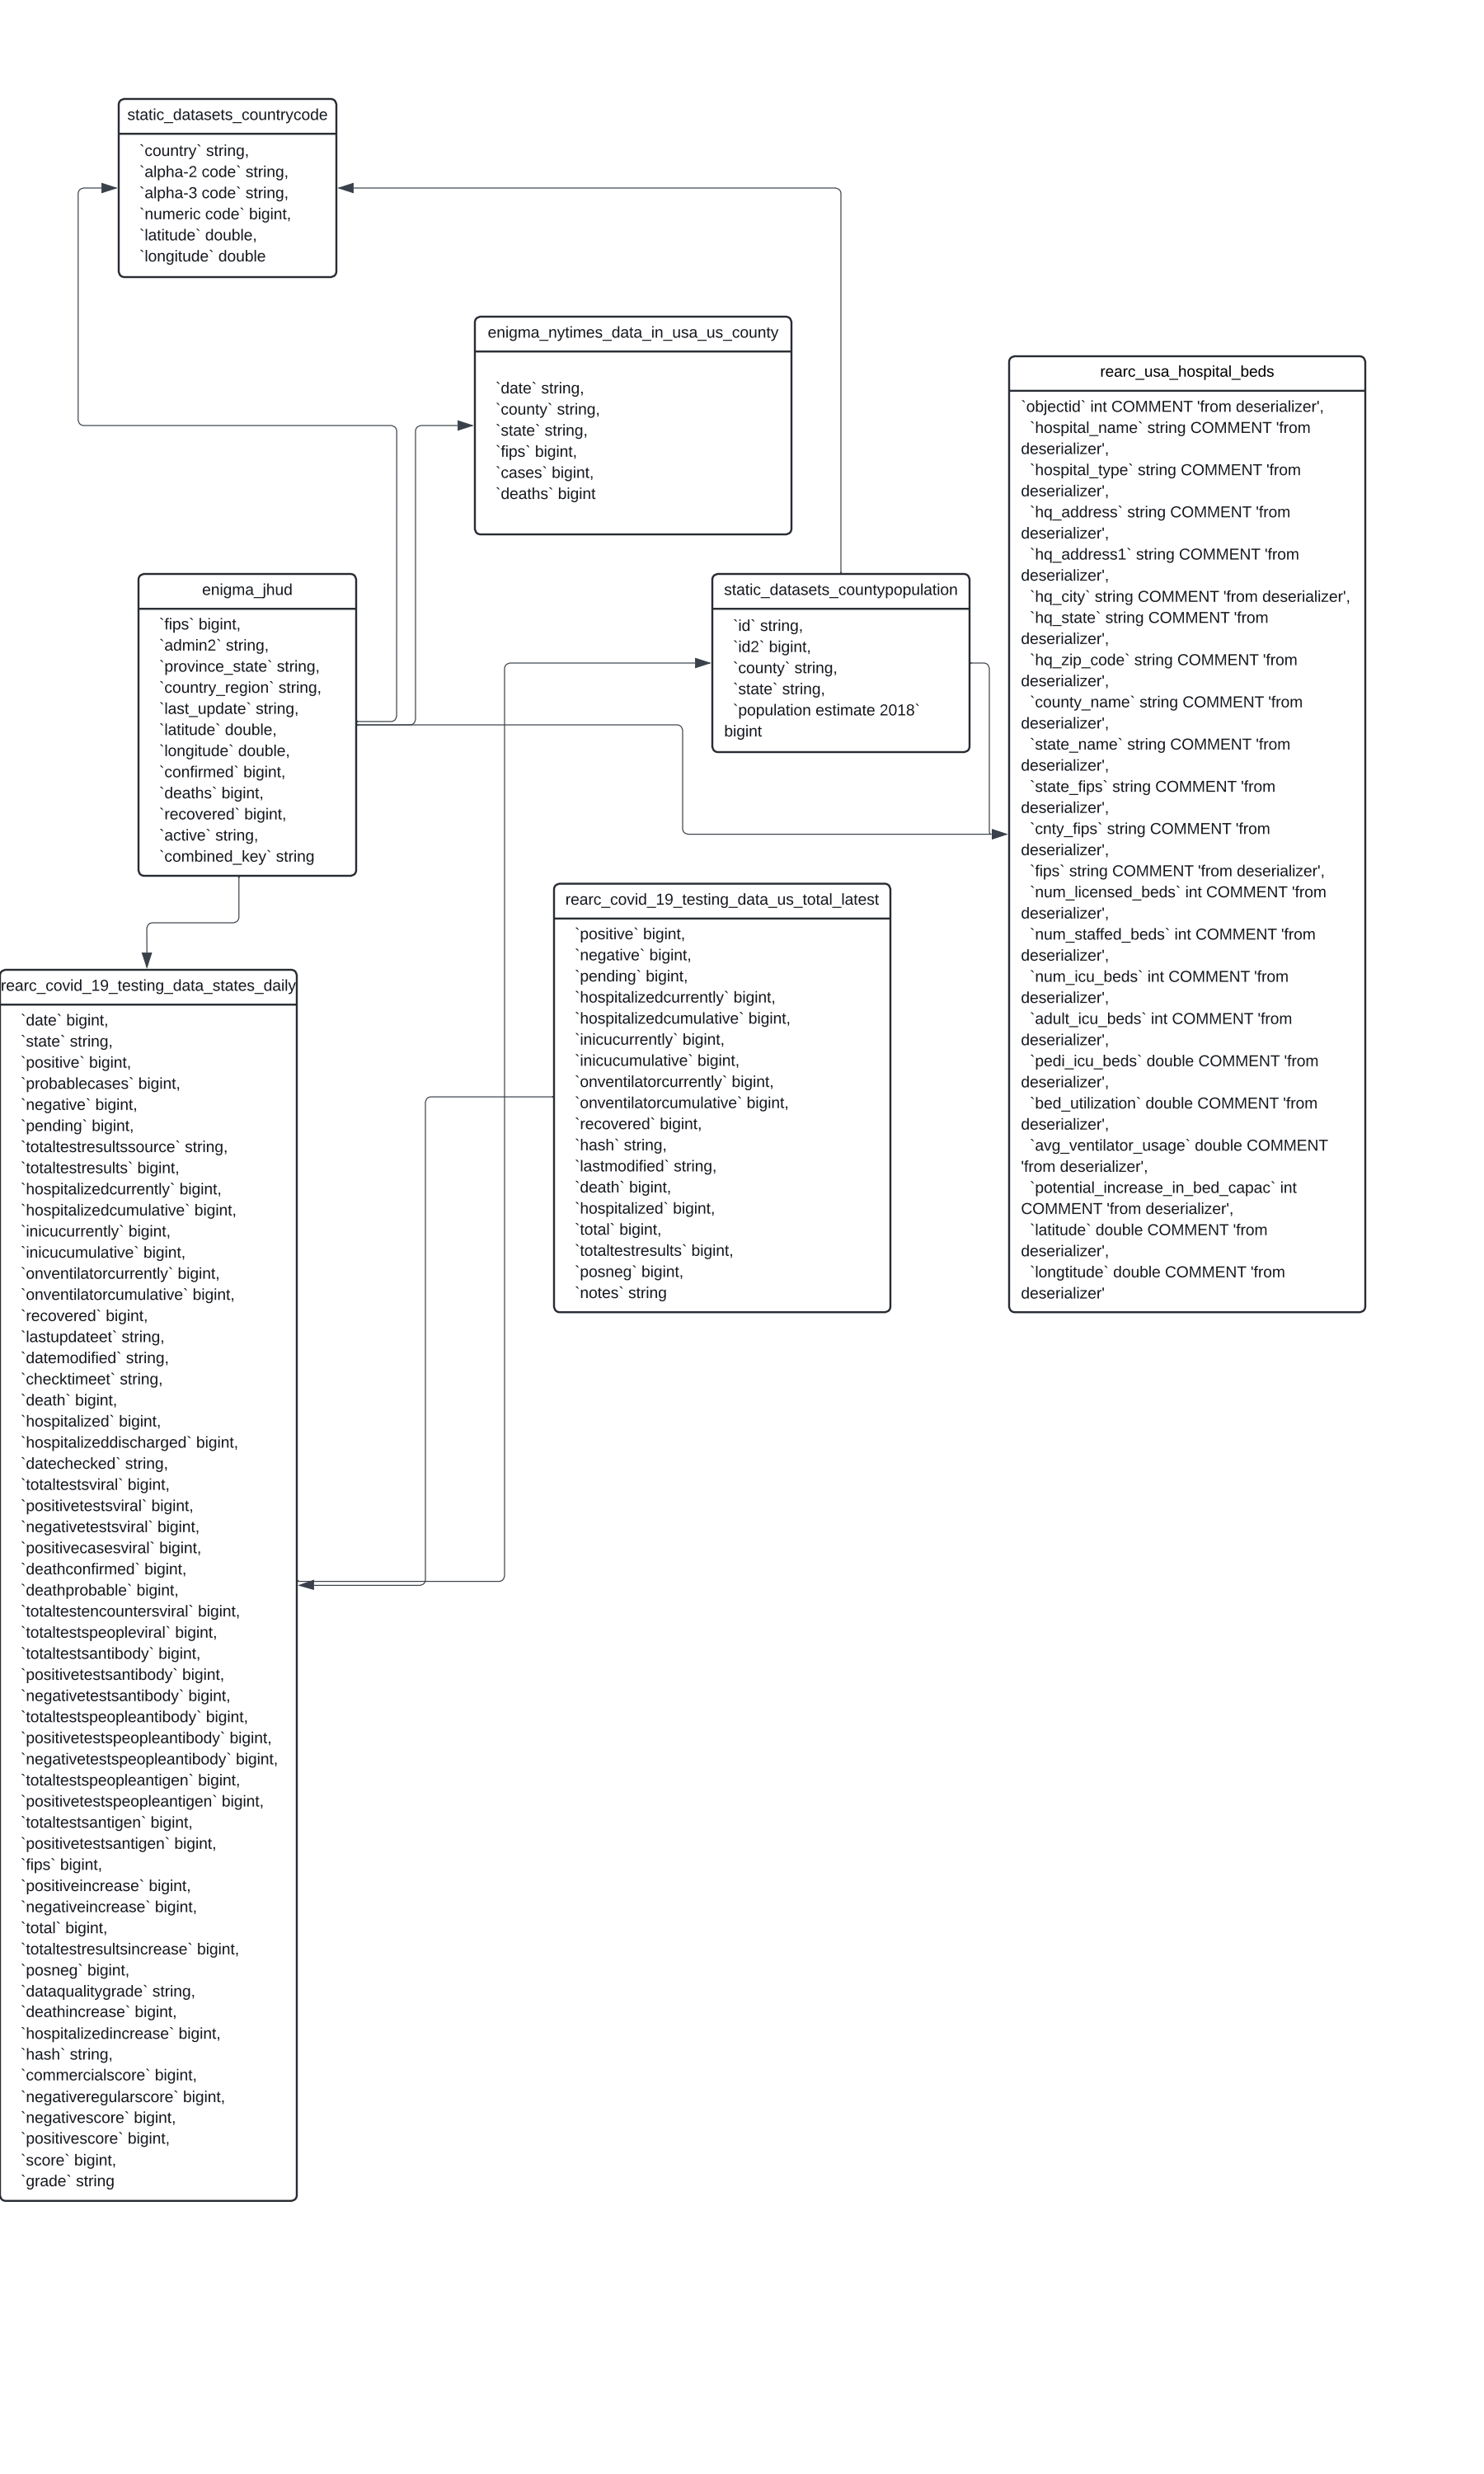 static_datasets_countrycode
`country` string,
`alpha-2 code` string,
`alpha-3 code` string,
`numeric code` bigint,
`latitude` double,
`longitude` double
enigma_nytimes_data_in_usa_us_county
`date` string,
`county` string,
`state` string,
`fips` bigint,
`cases` bigint,
`deaths` bigint
rearc_usa_hospital_beds
`objectid` int COMMENT 'from deserializer',
`hospital_name` string COMMENT 'from
deserializer',
`hospital_type` string COMMENT 'from
deserializer',
`hq_address` string COMMENT 'from
deserializer',
`hq_address1` string COMMENT 'from
deserializer',
`hq_city` string COMMENT 'from deserializer',
`hq_state` string COMMENT 'from
deserializer',
`hq_zip_code` string COMMENT 'from
deserializer',
`county_name` string COMMENT 'from
deserializer',
`state_name` string COMMENT 'from
deserializer',
`state_fips` string COMMENT 'from
deserializer',
`cnty_fips` string COMMENT 'from
deserializer',
`fips` string COMMENT 'from deserializer',
`num_licensed_beds` int COMMENT 'from
deserializer',
`num_staffed_beds` int COMMENT 'from
deserializer',
`num_icu_beds` int COMMENT 'from
deserializer',
`adult_icu_beds` int COMMENT 'from
deserializer',
`pedi_icu_beds` double COMMENT 'from
deserializer',
`bed_utilization` double COMMENT 'from
deserializer',
`avg_ventilator_usage` double COMMENT
'from deserializer',
`potential_increase_in_bed_capac` int
COMMENT 'from deserializer',
`latitude` double COMMENT 'from
deserializer',
`longtitude` double COMMENT 'from
deserializer'
enigma_jhud
`fips` bigint,
`admin2` string,
`province_state` string,
`country_region` string,
`last_update` string,
`latitude` double,
`longitude` double,
`confirmed` bigint,
`deaths` bigint,
`recovered` bigint,
`active` string,
`combined_key` string
static_datasets_countypopulation
`id` string,
`id2` bigint,
`county` string,
`state` string,
`population estimate 2018`
bigint
rearc_covid_19_testing_data_us_total_latest
`positive` bigint,
`negative` bigint,
`pending` bigint,
`hospitalizedcurrently` bigint,
`hospitalizedcumulative` bigint,
`inicucurrently` bigint,
`inicucumulative` bigint,
`onventilatorcurrently` bigint,
`onventilatorcumulative` bigint,
`recovered` bigint,
`hash` string,
`lastmodified` string,
`death` bigint,
`hospitalized` bigint,
`total` bigint,
`totaltestresults` bigint,
`posneg` bigint,
`notes` string
rearc_covid_19_testing_data_states_daily
`date` bigint,
`state` string,
`positive` bigint,
`probablecases` bigint,
`negative` bigint,
`pending` bigint,
`totaltestresultssource` string,
`totaltestresults` bigint,
`hospitalizedcurrently` bigint,
`hospitalizedcumulative` bigint,
`inicucurrently` bigint,
`inicucumulative` bigint,
`onventilatorcurrently` bigint,
`onventilatorcumulative` bigint,
`recovered` bigint,
`lastupdateet` string,
`datemodified` string,
`checktimeet` string,
`death` bigint,
`hospitalized` bigint,
`hospitalizeddischarged` bigint,
`datechecked` string,
`totaltestsviral` bigint,
`positivetestsviral` bigint,
`negativetestsviral` bigint,
`positivecasesviral` bigint,
`deathconfirmed` bigint,
`deathprobable` bigint,
`totaltestencountersviral` bigint,
`totaltestspeopleviral` bigint,
`totaltestsantibody` bigint,
`positivetestsantibody` bigint,
`negativetestsantibody` bigint,
`totaltestspeopleantibody` bigint,
`positivetestspeopleantibody` bigint,
`negativetestspeopleantibody` bigint,
`totaltestspeopleantigen` bigint,
`positivetestspeopleantigen` bigint,
`totaltestsantigen` bigint,
`positivetestsantigen` bigint,
`fips` bigint,
`positiveincrease` bigint,
`negativeincrease` bigint,
`total` bigint,
`totaltestresultsincrease` bigint,
`posneg` bigint,
`dataqualitygrade` string,
`deathincrease` bigint,
`hospitalizedincrease` bigint,
`hash` string,
`commercialscore` bigint,
`negativeregularscore` bigint,
`negativescore` bigint,
`positivescore` bigint,
`score` bigint,
`grade` string